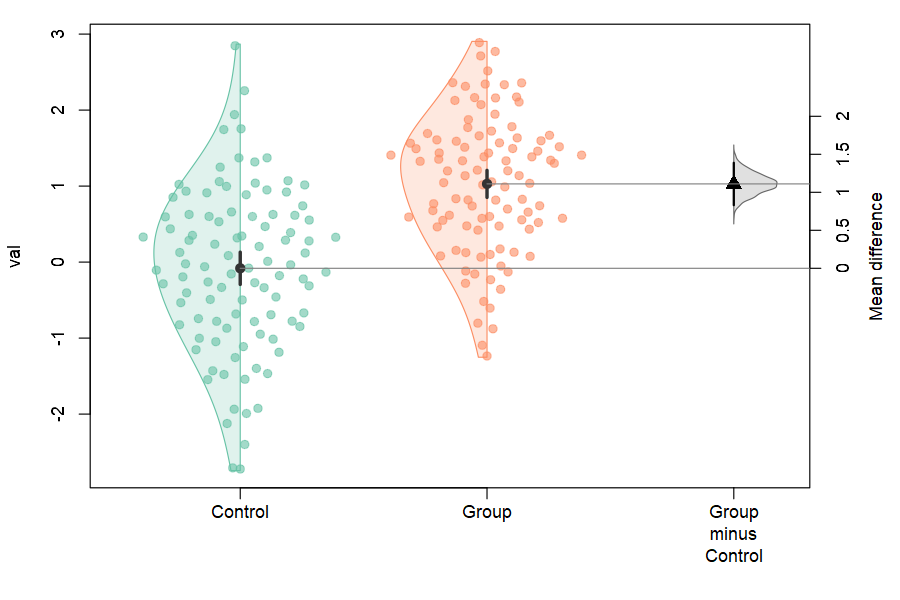 3
2
1
0
-1
-2
val
2
1.5
1
0.5
0
Mean difference
Control
Group
Group
minus
Control